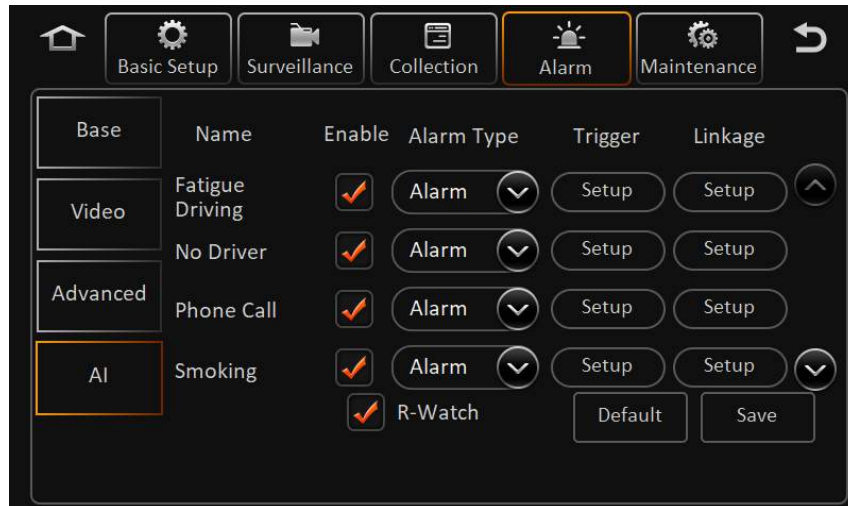 Basic Setup Surveillance Collection Alarm Maintenance
Base Name Enable Alarm Type Trigger Linkage
Fatigue
Driving Alarm Setup Setup
Video
No Driver Alarm Setup Setup
Advanced
Phone Call Alarm Setup Setup
AI Smoking Alarm Setup Setup
R-Watch Default Save